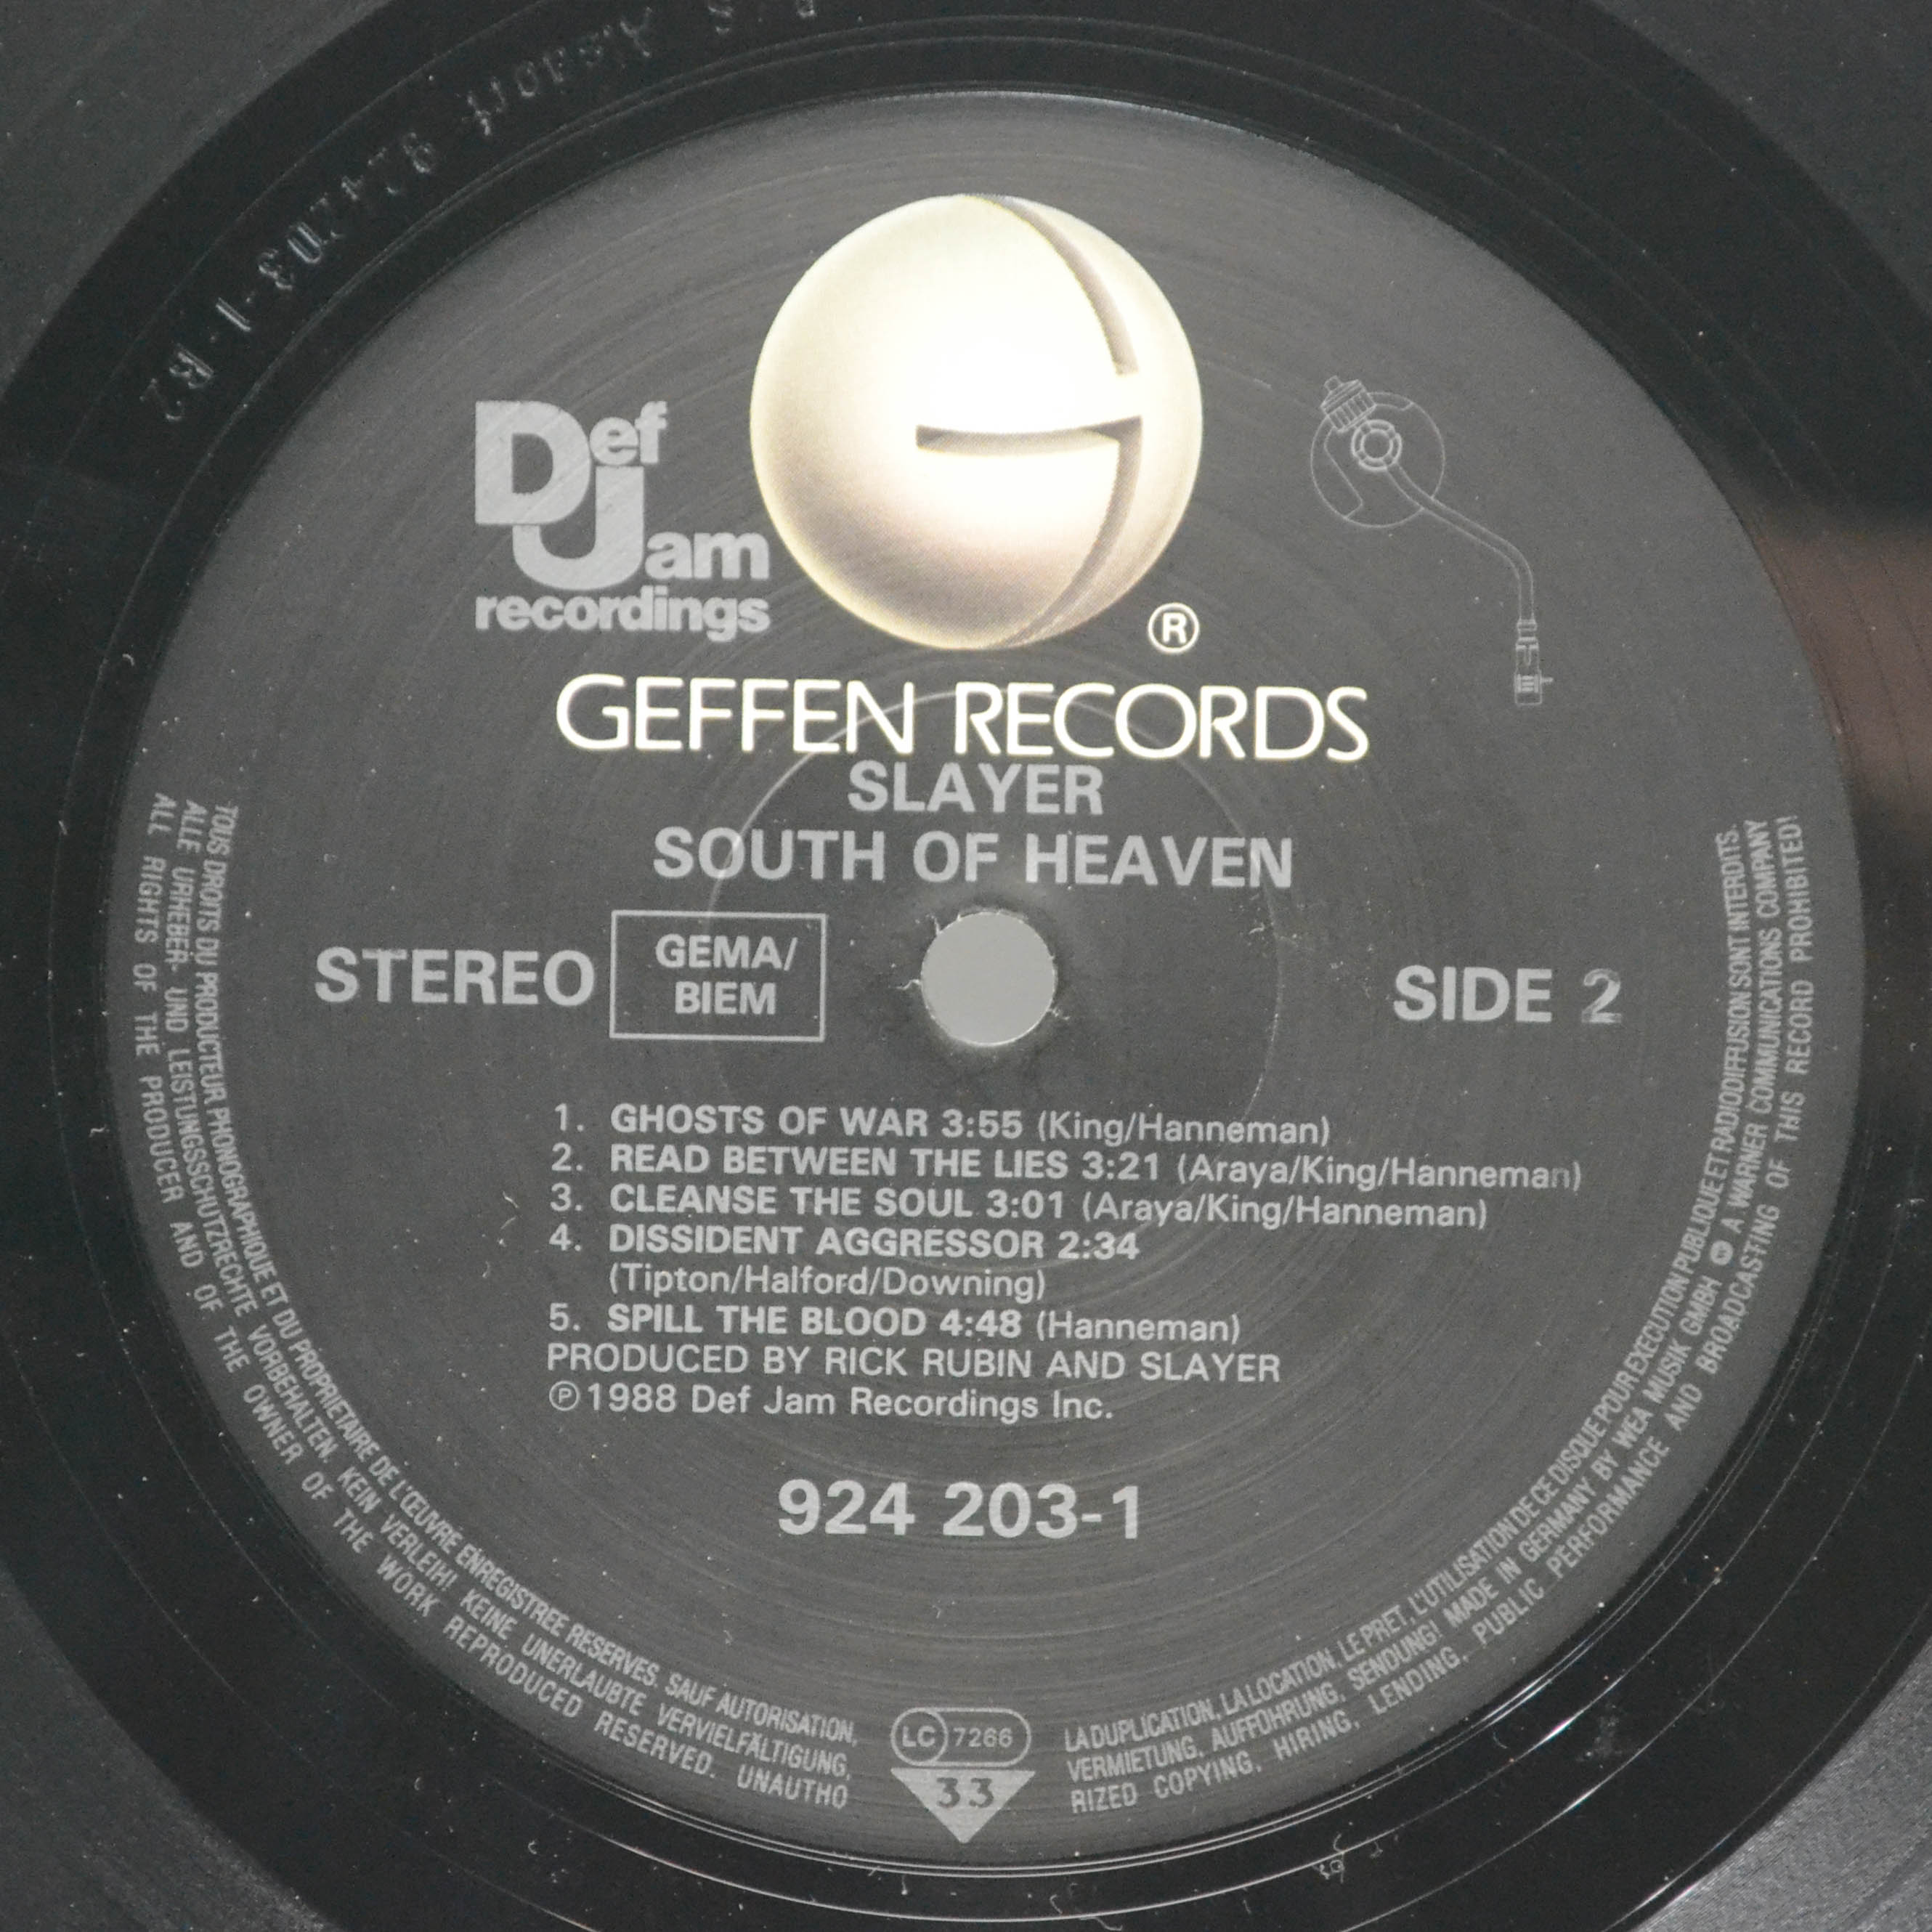 Alsdorf 924203-1-B2
Def
Jam
recordings
®
GEFFEN RECORDS
SLAYER
SOUTH OF HEAVEN
STEREO
GEMA/
BIEM
SIDE 2
1. GHOSTS OF WAR 3:55 (King/Hanneman)
2. READ BETWEEN THE LIES 3:21 (Araya/King/Hanneman)
3. CLEANSE THE SOUL 3:01 (Araya/King/Hanneman)
4. DISSIDENT AGGRESSOR 2:34
(Tipton/Halford/Downing)
5. SPILL THE BLOOD 4:48 (Hanneman)
PRODUCED BY RICK RUBIN AND SLAYER
℗ 1988 Def Jam Recordings Inc.
924 203-1
TOUS DROITS DU PRODUCTEUR PHONOGRAPHIQUE ET DU PROPRIETAIRE DE L'ŒUVRE ENREGISTREE RESERVES. SAUF AUTORISATION, LA DUPLICATION, LA LOCATION, LE PRET, L'UTILISATION DE CE DISQUE POUR EXECUTION PUBLIQUE ET RADIODIFFUSION SONT INTERDITS.
ALLE URHEBER- UND LEISTUNGSSCHUTZRECHTE VORBEHALTEN. KEIN VERLEIH! KEINE UNERLAUBTE VERVIELFÄLTIGUNG, VERMIETUNG, AUFFÜHRUNG, SENDUNG! MADE IN GERMANY BY WEA MUSIK GMBH A WARNER COMMUNICATIONS COMPANY
ALL RIGHTS OF THE PRODUCER AND OF THE OWNER OF THE WORK REPRODUCED RESERVED. UNAUTHORIZED COPYING, HIRING, LENDING, PUBLIC PERFORMANCE AND BROADCASTING OF THIS RECORD PROHIBITED!
LC 7266
33